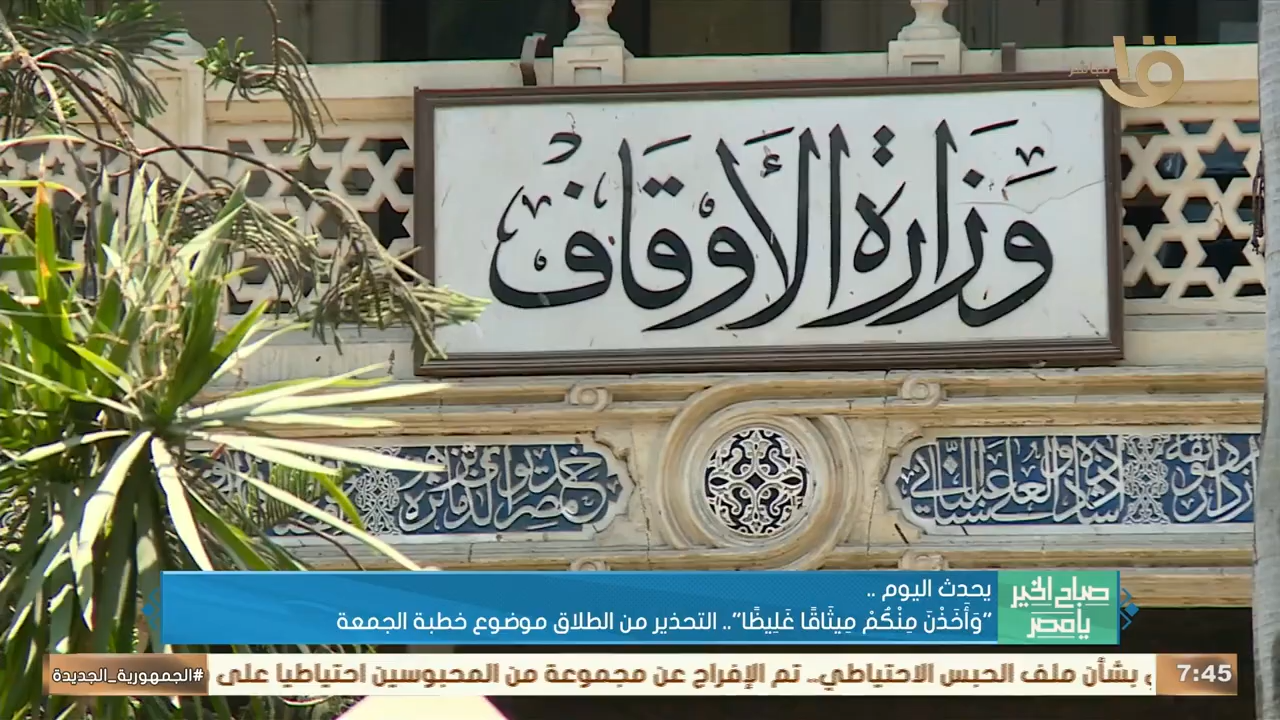 مباشر
وزارة الأوقاف
صباح الخير
يا مصر
يحدث اليوم ..
"وَأَخَذْنَ مِنْكُمْ مِيثَاقًا غَلِيظًا".. التحذير من الطلاق موضوع خطبة الجمعة
7:45
بشأن ملف الحبس الاحتياطي.. تم الإفراج عن مجموعة من المحبوسين احتياطيا على
#الجمهورية_الجديدة